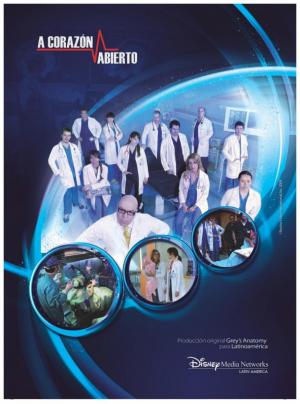 A CORAZÓN
ABIERTO
Producción original Grey's Anatomy
para Latinoamérica
Disney Media Networks
LATIN AMERICA